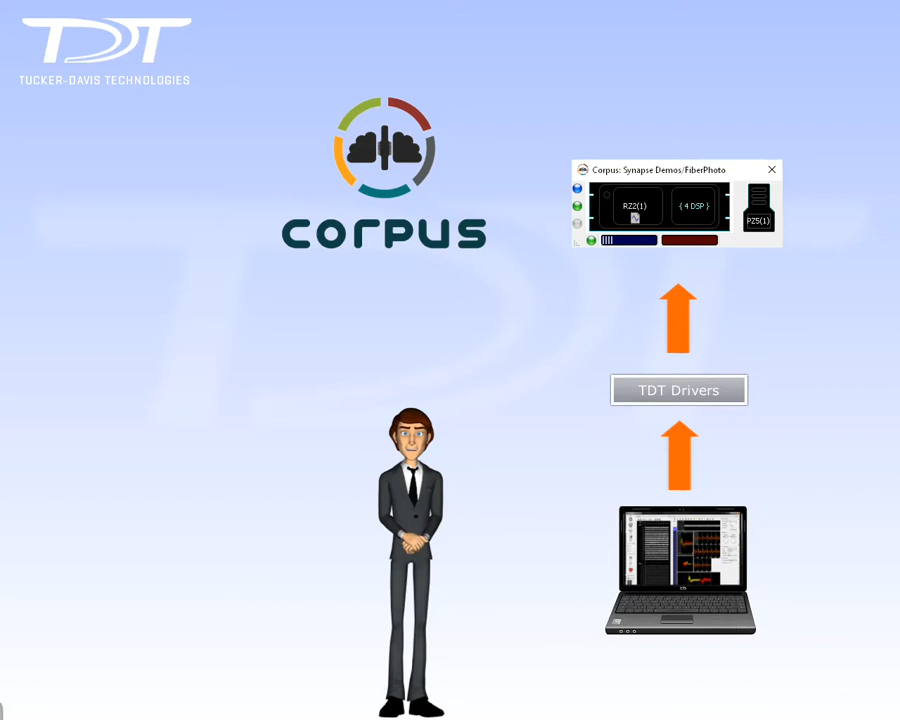 TDT
TUCKER-DAVIS TECHNOLOGIES
corpus
Corpus: Synapse Demos/FiberPhoto
RZ2(1)
{ 4 DSP }
PZ5(1)
TDT Drivers